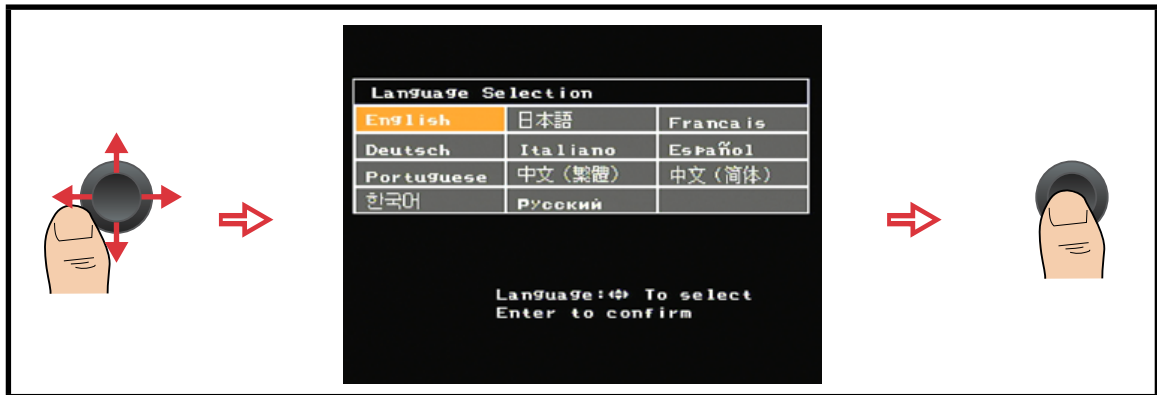 Language Selection
English 日本語 Francais
Deutsch Italiano Español
Portuguese 中文（繁體） 中文（简体）
한국어 Русский
Language: To select
Enter to confirm